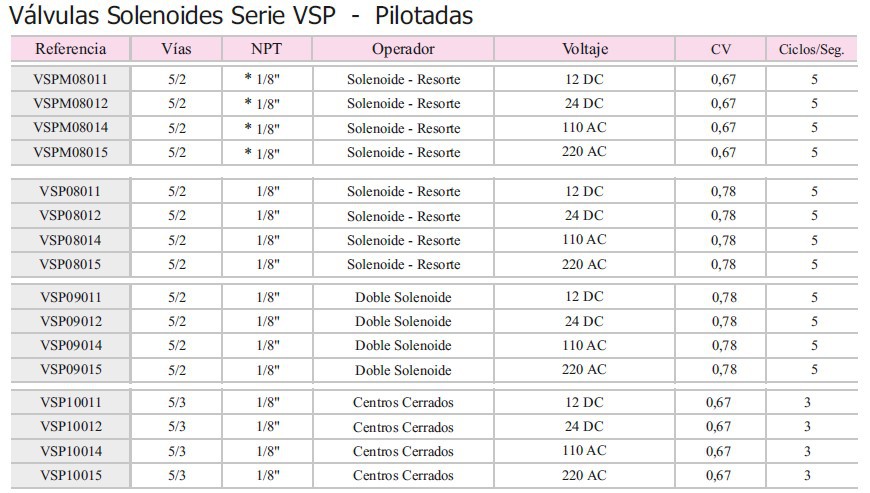 Válvulas Solenoides Serie VSP - Pilotadas
Referencia Vías NPT Operador Voltaje CV Ciclos/Seg.
VSPM08011 5/2 * 1/8" Solenoide - Resorte 12 DC 0,67 5
VSPM08012 5/2 * 1/8" Solenoide - Resorte 24 DC 0,67 5
VSPM08014 5/2 * 1/8" Solenoide - Resorte 110 AC 0,67 5
VSPM08015 5/2 * 1/8" Solenoide - Resorte 220 AC 0,67 5
VSP08011 5/2 1/8" Solenoide - Resorte 12 DC 0,78 5
VSP08012 5/2 1/8" Solenoide - Resorte 24 DC 0,78 5
VSP08014 5/2 1/8" Solenoide - Resorte 110 AC 0,78 5
VSP08015 5/2 1/8" Solenoide - Resorte 220 AC 0,78 5
VSP09011 5/2 1/8" Doble Solenoide 12 DC 0,78 5
VSP09012 5/2 1/8" Doble Solenoide 24 DC 0,78 5
VSP09014 5/2 1/8" Doble Solenoide 110 AC 0,78 5
VSP09015 5/2 1/8" Doble Solenoide 220 AC 0,78 5
VSP10011 5/3 1/8" Centros Cerrados 12 DC 0,67 3
VSP10012 5/3 1/8" Centros Cerrados 24 DC 0,67 3
VSP10014 5/3 1/8" Centros Cerrados 110 AC 0,67 3
VSP10015 5/3 1/8" Centros Cerrados 220 AC 0,67 3